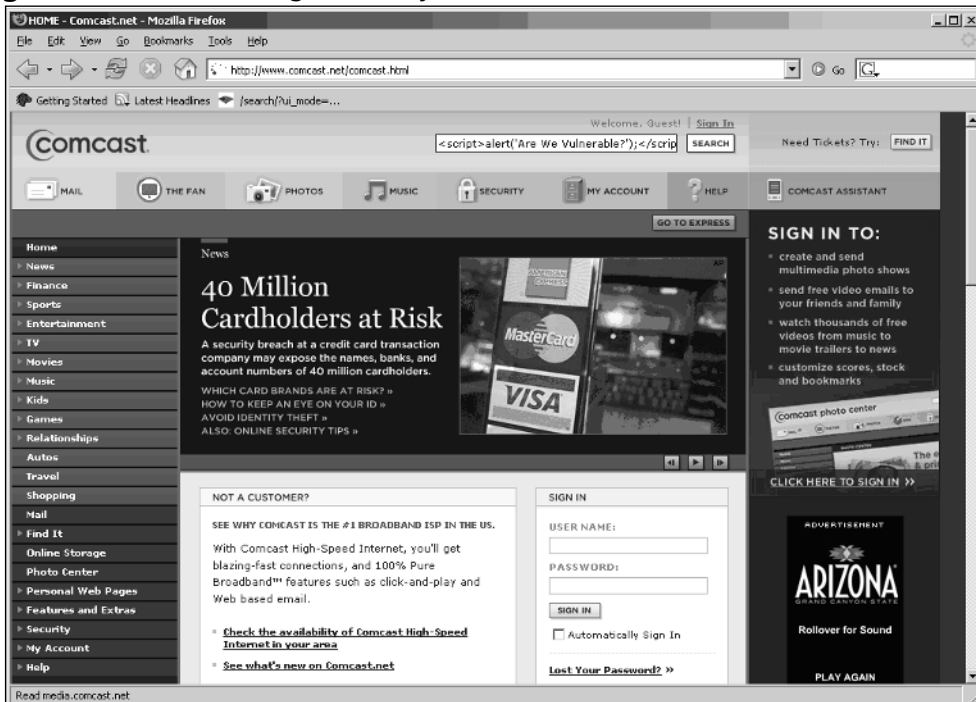 HOME - Comcast.net - Mozilla Firefox
File Edit View Go Bookmarks Tools Help
http://www.comcast.net/comcast.html
Go
G
Getting Started Latest Headlines /search/?ui_mode=...
Welcome, Guest! | Sign In
comcast.
<script>alert('Are We Vulnerable?');</scrip
SEARCH
Need Tickets? Try: FIND IT
MAIL THE FAN PHOTOS MUSIC SECURITY MY ACCOUNT HELP COMCAST ASSISTANT
GO TO EXPRESS
Home
News
Finance
Sports
Entertainment
TV
Movies
Music
Kids
Games
Relationships
Autos
Travel
Shopping
Mail
Find It
Online Storage
Photo Center
Personal Web Pages
Features and Extras
Security
My Account
Help
News
40 Million
Cardholders at Risk
A security breach at a credit card transaction
company may expose the names, banks, and
account numbers of 40 million cardholders.
WHICH CARD BRANDS ARE AT RISK? »
HOW TO KEEP AN EYE ON YOUR ID »
AVOID IDENTITY THEFT »
ALSO: ONLINE SECURITY TIPS »
AP
AMERICAN
EXPRESS
MasterCard
VISA
NOT A CUSTOMER?
SEE WHY COMCAST IS THE #1 BROADBAND ISP IN THE US.
With Comcast High-Speed Internet, you'll get
blazing-fast connections, and 100% Pure
Broadband™ features such as click-and-play and
Web based email.
Check the availability of Comcast High-Speed
Internet in your area
See what's new on Comcast.net
SIGN IN
USER NAME:
PASSWORD:
SIGN IN
Automatically Sign In
Lost Your Password? »
SIGN IN TO:
create and send
multimedia photo shows
send free video emails to
your friends and family
watch thousands of free
videos from music to
movie trailers to news
customize scores, stock
and bookmarks
comcast photo center
CLICK HERE TO SIGN IN »
ADVERTISEMENT
ARIZONA
GRAND CANYON STATE
Rollover for Sound
PLAY AGAIN
Read media.comcast.net